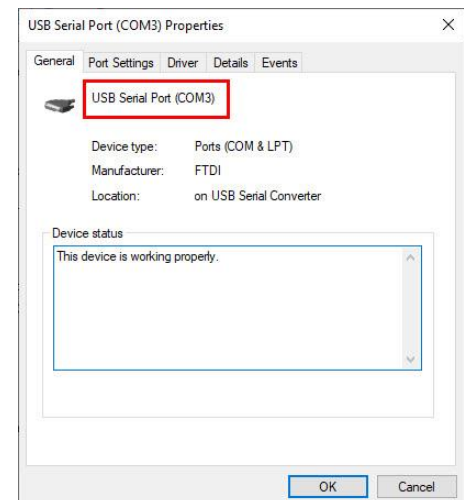 USB Serial Port (COM3) Properties
General Port Settings Driver Details Events
USB Serial Port (COM3)
Device type: Ports (COM & LPT)
Manufacturer: FTDI
Location: on USB Serial Converter
Device status
This device is working properly.
OK Cancel